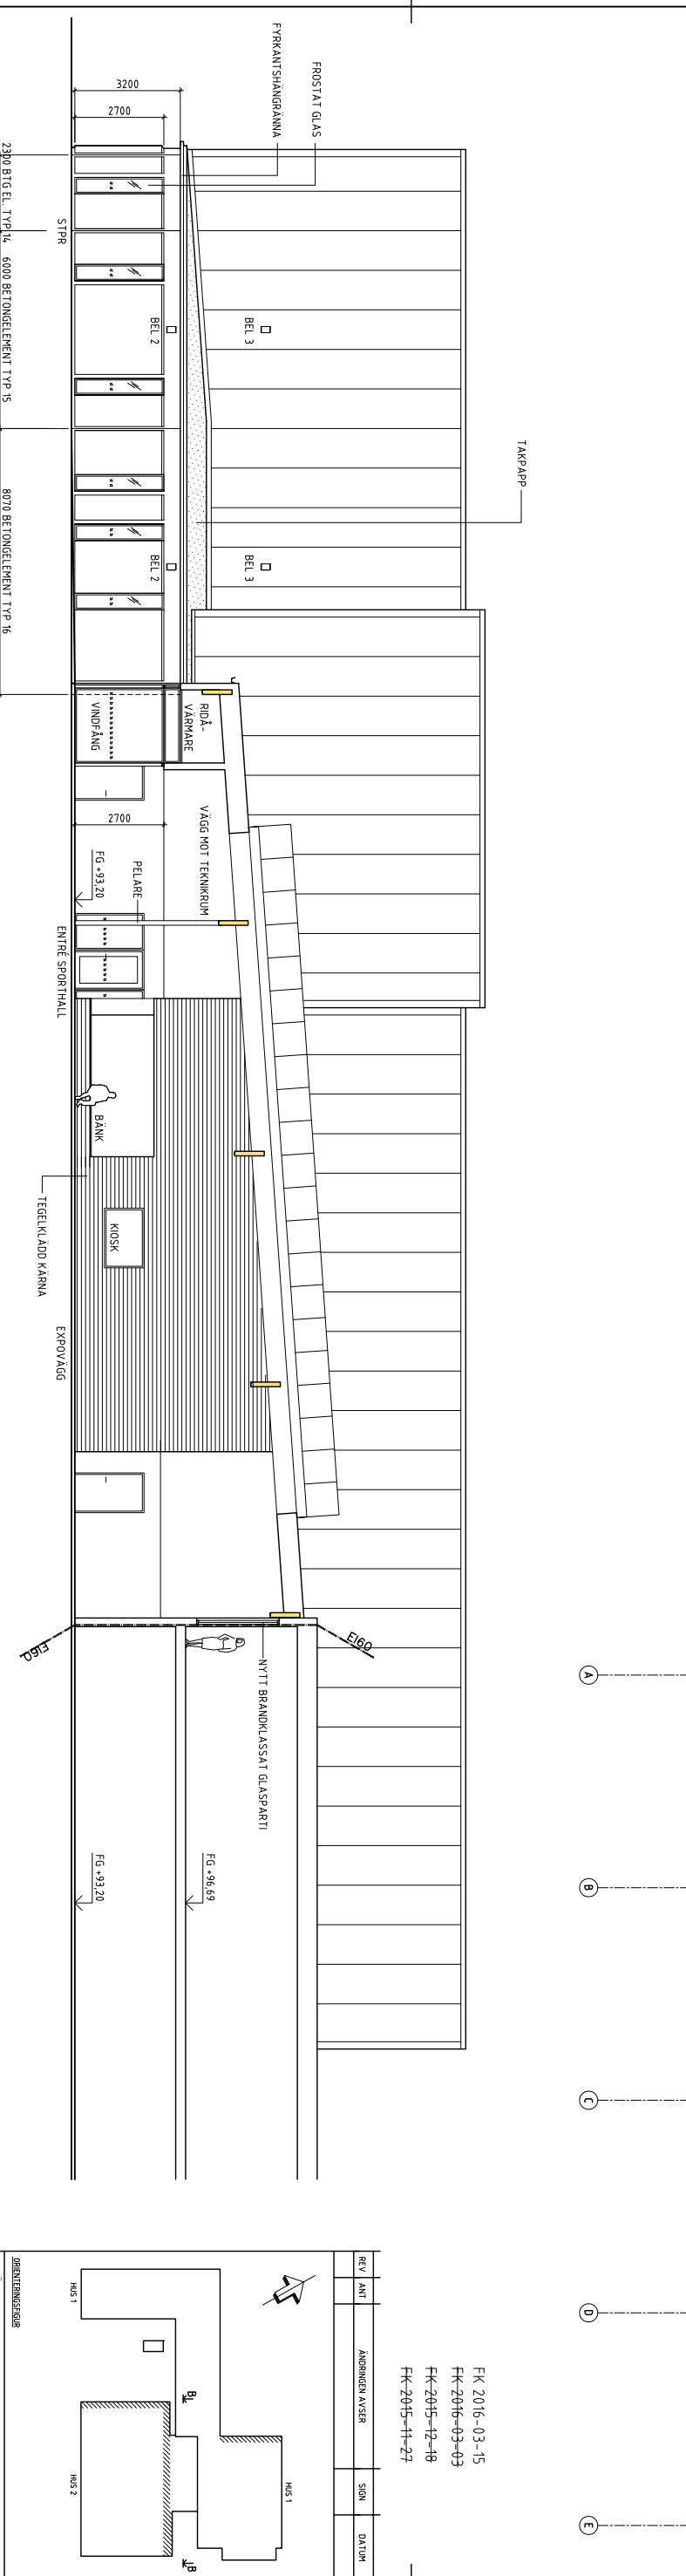 A
B
C
D
E
FK 2016-03-15
FK 2016-03-03
FK 2015-12-18
FK 2015-11-27
TAKPAPP
FROSTAT GLAS
FYRKANTSHÄNGRÄNNA
BEL 3
BEL 3
BEL 2
BEL 2
3200
2700
RIDÅ-
VÄRMARE
VINDFÅNG
VÄGG MOT TEKNIKRUM
2700
PELARE
FG +93,20
BÄNK
KIOSK
EI60
EI60
NYTT BRANDKLASSAT GLASPARTI
FG +96,69
FG +93,20
STPR
ENTRÉ SPORTHALL
EXPOVÄGG
TEGELKLÄDD KÄRNA
2300 BTG EL. TYP 14
6000 BETONGELEMENT TYP 15
8070 BETONGELEMENT TYP 16
REV
ANT
ÄNDRINGEN AVSER
SIGN
DATUM
HUS 1
B
B
HUS 1
HUS 2
ORIENTERINGSFIGUR